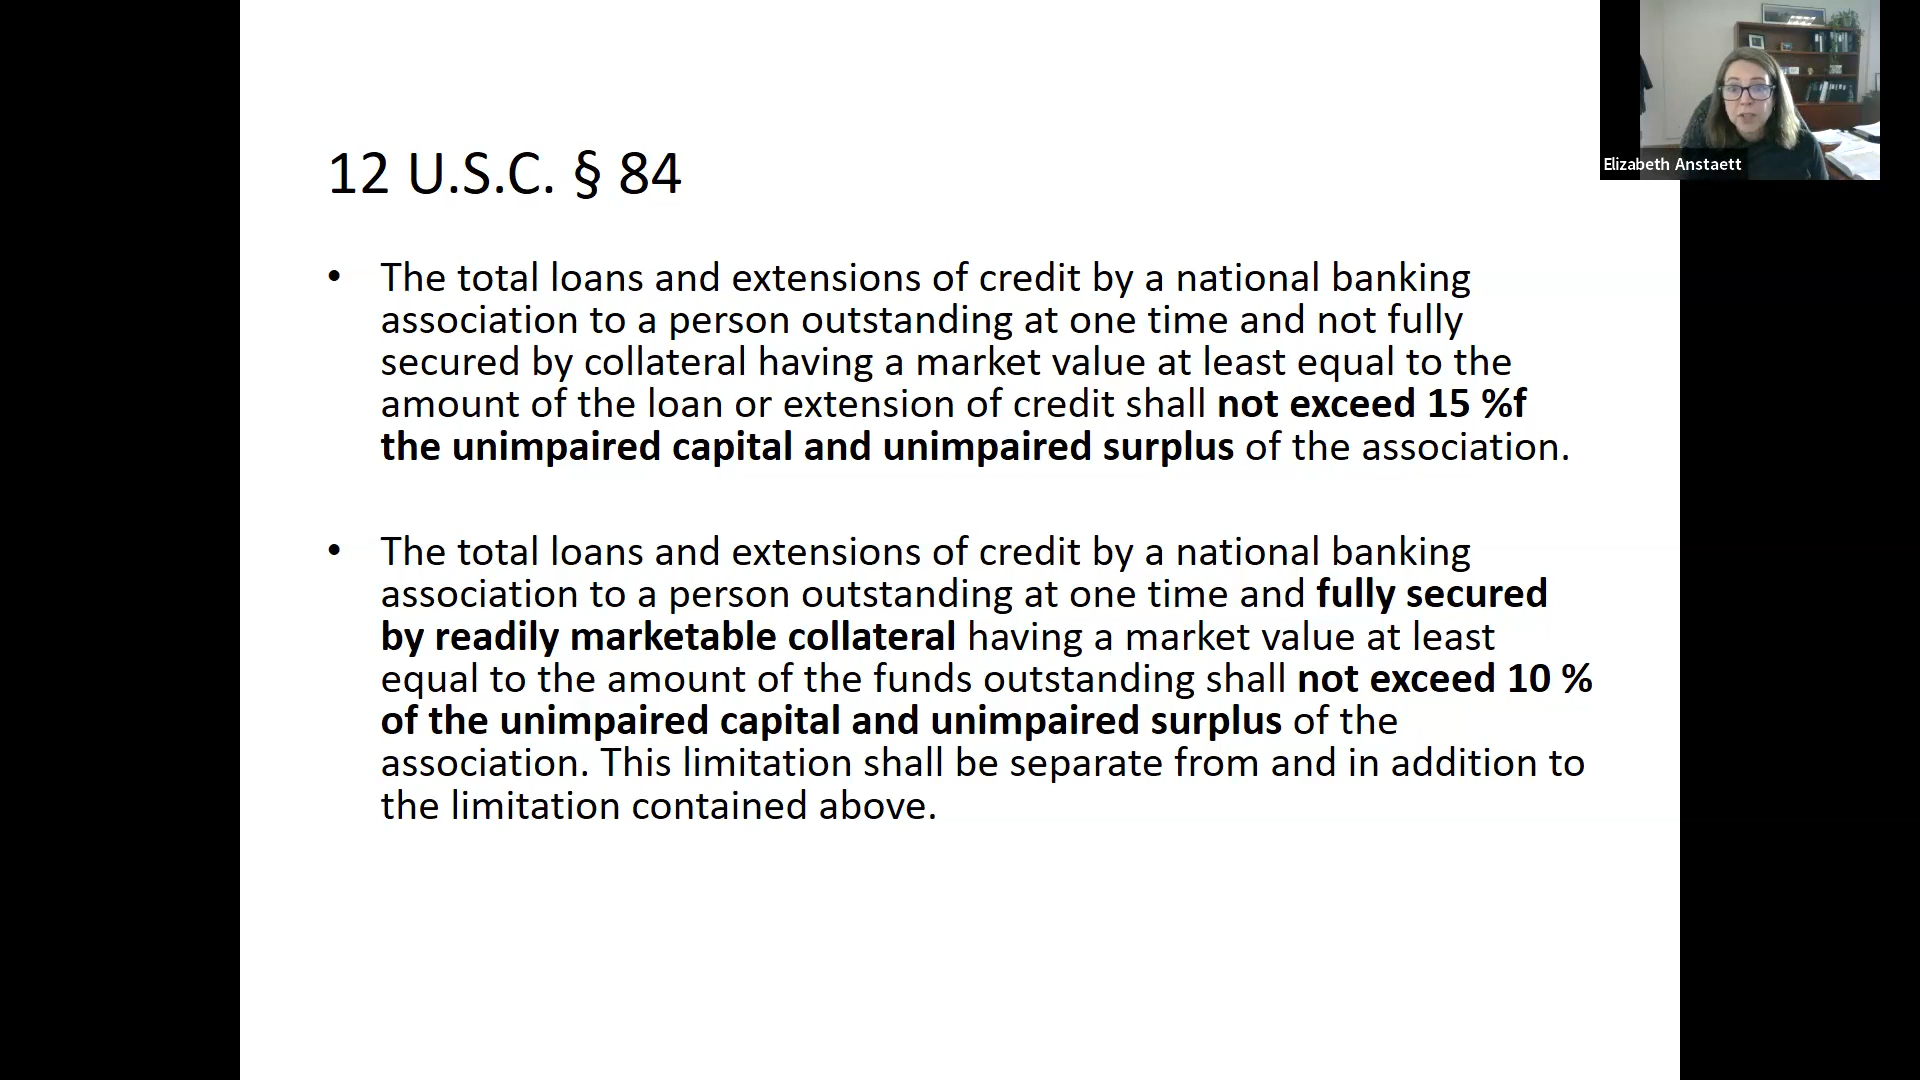 12 U.S.C. § 84
• The total loans and extensions of credit by a national banking
association to a person outstanding at one time and not fully
secured by collateral having a market value at least equal to the
amount of the loan or extension of credit shall not exceed 15 %f
the unimpaired capital and unimpaired surplus of the association.
• The total loans and extensions of credit by a national banking
association to a person outstanding at one time and fully secured
by readily marketable collateral having a market value at least
equal to the amount of the funds outstanding shall not exceed 10 %
of the unimpaired capital and unimpaired surplus of the
association. This limitation shall be separate from and in addition to
the limitation contained above.
Elizabeth Anstaett